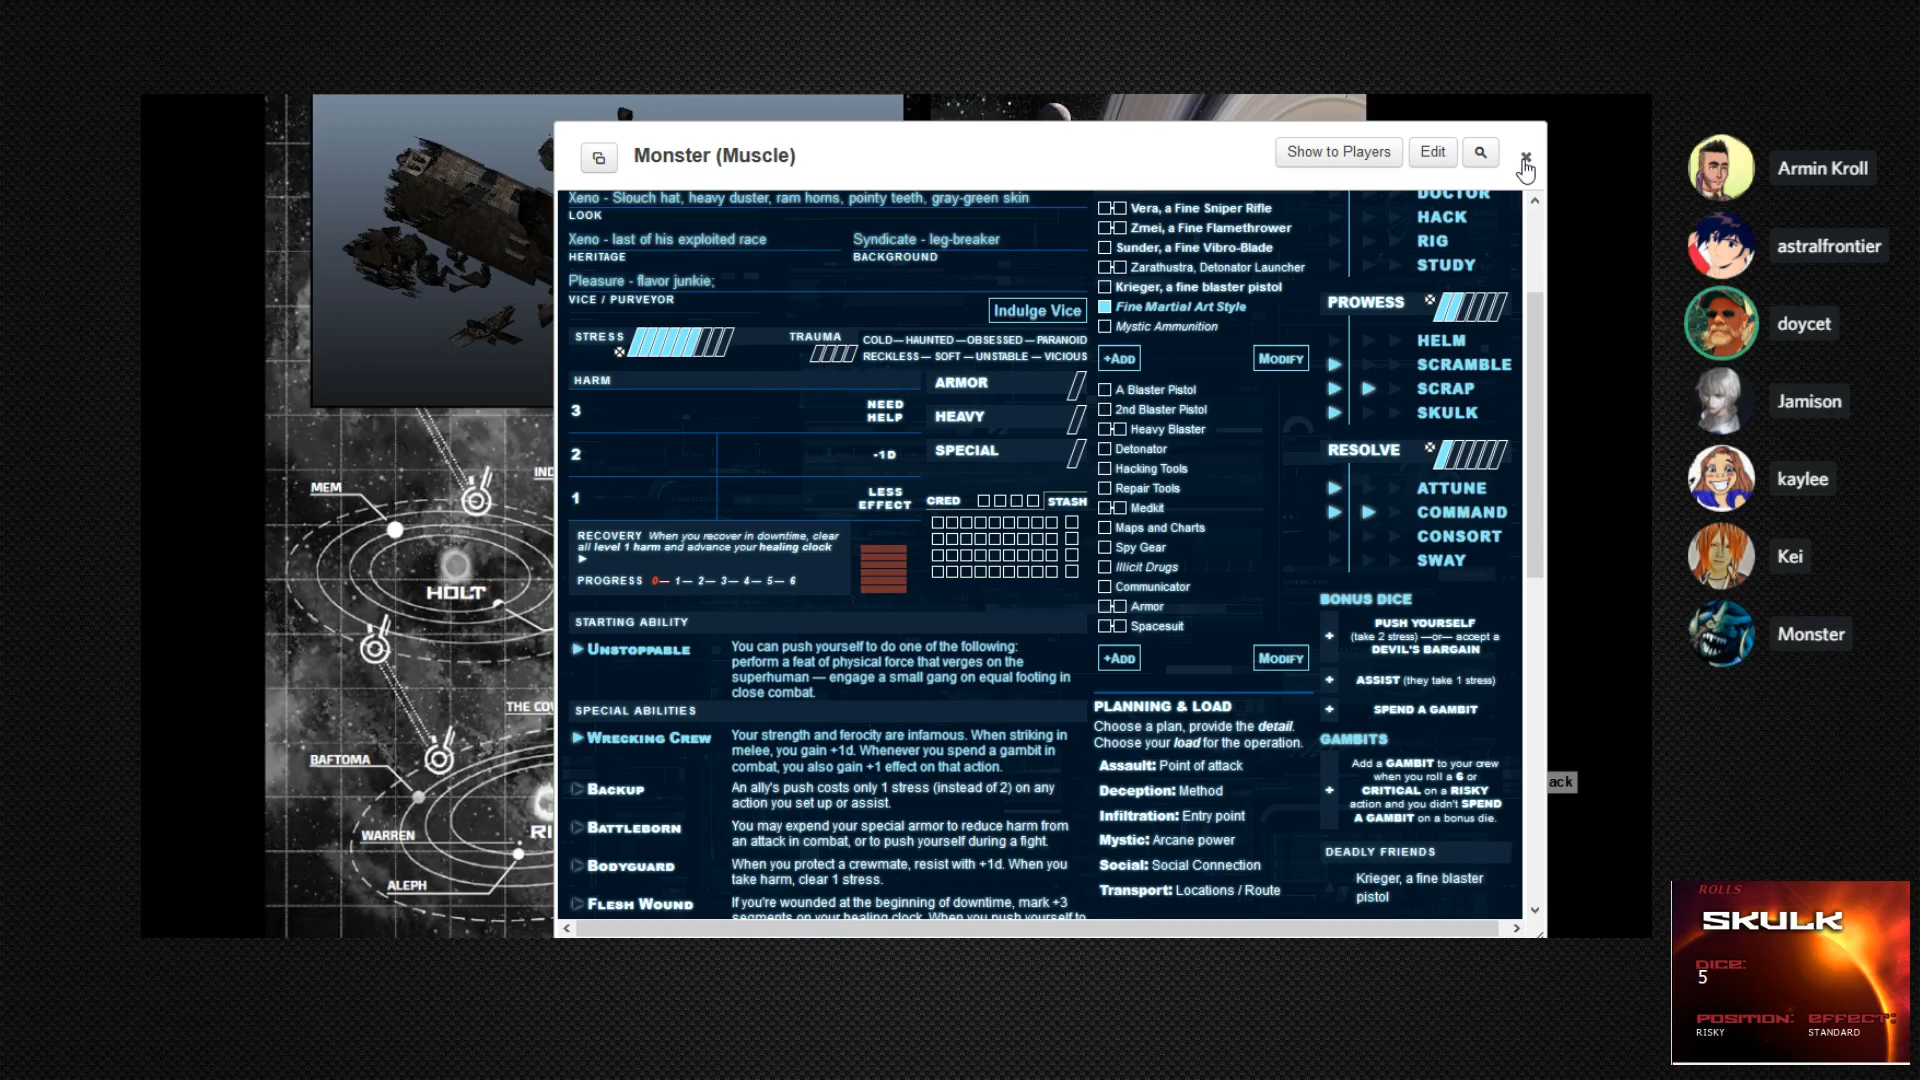 Monster (Muscle)
Show to Players
Edit
Xeno - Slouch hat, heavy duster, ram horns, pointy teeth, gray-green skin
LOOK
Xeno - last of his exploited race
Syndicate - leg-breaker
HERITAGE
BACKGROUND
Pleasure - flavor junkie;
VICE / PURVEYOR
Indulge Vice
STRESS
TRAUMA
COLD—HAUNTED—OBSESSED—PARANOID
RECKLESS— SOFT —UNSTABLE — VICIOUS
HARM
3
NEED
HELP
2
-1D
1
LESS
EFFECT
ARMOR
HEAVY
SPECIAL
CRED
STASH
RECOVERY When you recover in downtime, clear
all level 1 harm and advance your healing clock
PROGRESS 0— 1— 2— 3— 4— 5— 6
STARTING ABILITY
UNSTOPPABLE
You can push yourself to do one of the following:
perform a feat of physical force that verges on the
superhuman — engage a small gang on equal footing in
close combat.
SPECIAL ABILITIES
WRECKING CREW
Your strength and ferocity are infamous. When striking in
melee, you gain +1d. Whenever you spend a gambit in
combat, you also gain +1 effect on that action.
BACKUP
An ally's push costs only 1 stress (instead of 2) on any
action you set up or assist.
BATTLEBORN
You may expend your special armor to reduce harm from
an attack in combat, or to push yourself during a fight.
BODYGUARD
When you protect a crewmate, resist with +1d. When you
take harm, clear 1 stress.
FLESH WOUND
If you're wounded at the beginning of downtime, mark +3
segments on your healing clock. When you push yourself to
Vera, a Fine Sniper Rifle
Zmei, a Fine Flamethrower
Sunder, a Fine Vibro-Blade
Zarathustra, Detonator Launcher
Krieger, a fine blaster pistol
Fine Martial Art Style
Mystic Ammunition
+ADD
MODIFY
A Blaster Pistol
2nd Blaster Pistol
Heavy Blaster
Detonator
Hacking Tools
Repair Tools
Medkit
Maps and Charts
Spy Gear
Illicit Drugs
Communicator
Armor
Spacesuit
+ADD
MODIFY
PLANNING & LOAD
Choose a plan, provide the detail.
Choose your load for the operation.
Assault: Point of attack
Deception: Method
Infiltration: Entry point
Mystic: Arcane power
Social: Social Connection
Transport: Locations / Route
DOCTOR
HACK
RIG
STUDY
PROWESS
HELM
SCRAMBLE
SCRAP
SKULK
RESOLVE
ATTUNE
COMMAND
CONSORT
SWAY
BONUS DICE
+ PUSH YOURSELF
(take 2 stress) —or— accept a
DEVIL'S BARGAIN
+ ASSIST (they take 1 stress)
+ SPEND A GAMBIT
GAMBITS
Add a GAMBIT to your crew
when you roll a 6 or
+ CRITICAL on a RISKY
action and you didn't SPEND
A GAMBIT on a bonus die.
DEADLY FRIENDS
Krieger, a fine blaster
pistol
MEM
IND
HOLT
THE COV
BAFTOMA
WARREN
RI
ALEPH
ack
Armin Kroll
astralfrontier
doycet
Jamison
kaylee
Kei
Monster
ROLLS
SKULK
DICE:
5
POSITION: EFFECT:
RISKY STANDARD